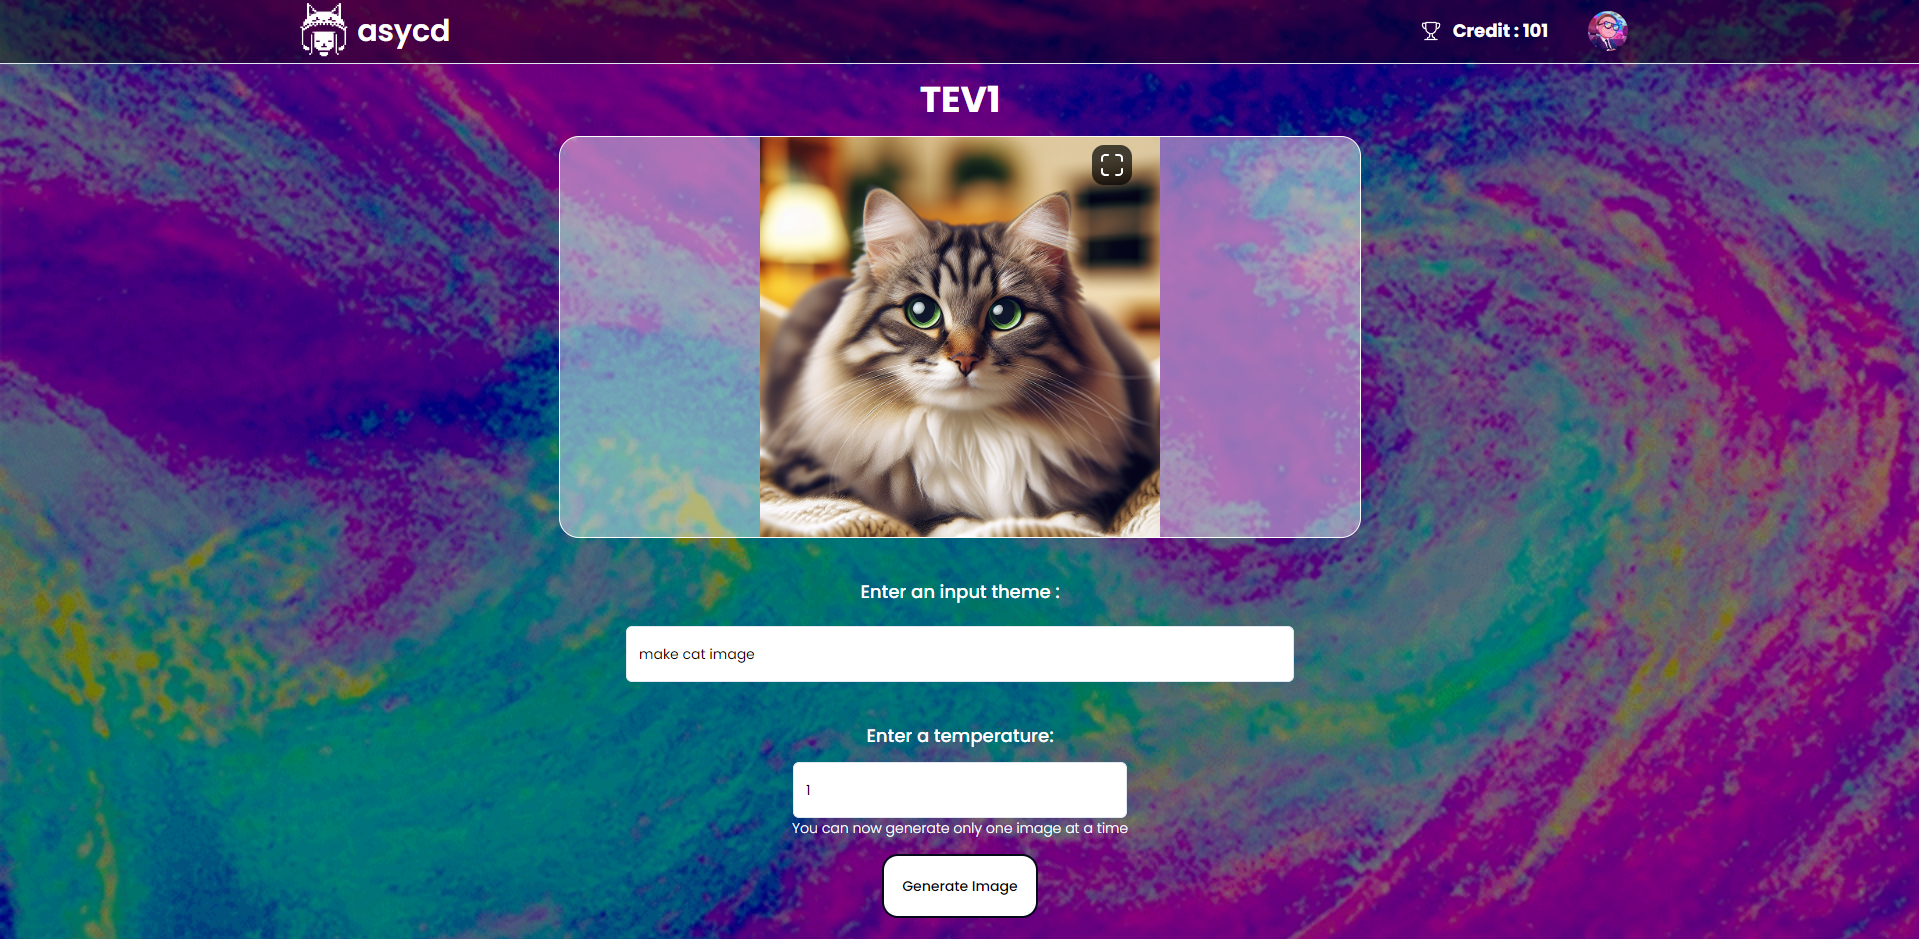 asycd
Credit : 101
TEV1
Enter an input theme :
make cat image
Enter a temperature:
1
You can now generate only one image at a time
Generate Image